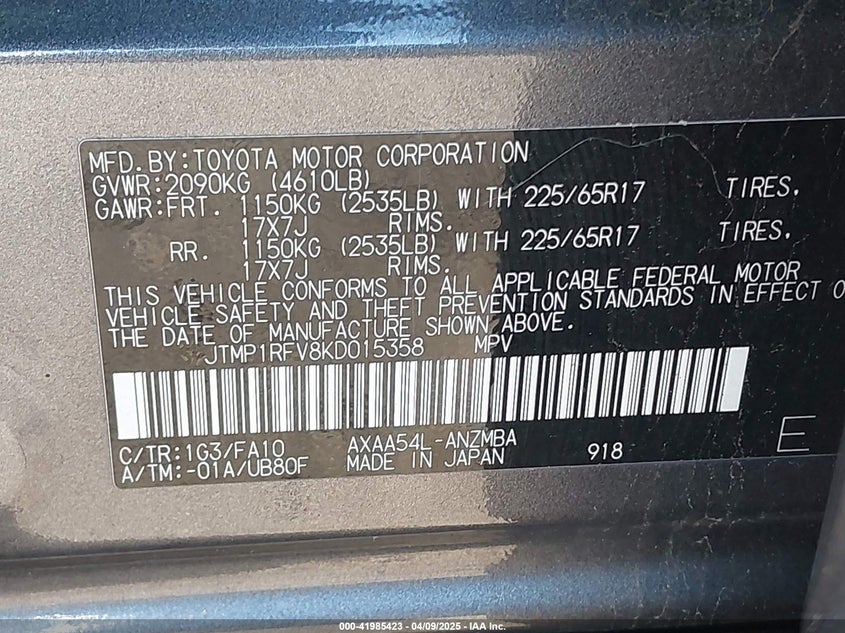 MFD.BY:TOYOTA MOTOR CORPORATION
GVWR:2090KG (4610LB)
GAWR:FRT. 1150KG (2535LB) WITH 225/65R17 TIRES.
17X7J RIMS.
RR. 1150KG (2535LB) WITH 225/65R17 TIRES.
17X7J RIMS.
THIS VEHICLE CONFORMS TO ALL APPLICABLE FEDERAL MOTOR
VEHICLE SAFETY AND THEFT PREVENTION STANDARDS IN EFFECT O
THE DATE OF MANUFACTURE SHOWN ABOVE.
JTMP1RFV8KD015358 MPV
C/TR:1G3/FA10 AXAA54L-ANZMBA
A/TM:-01A/UB80F MADE IN JAPAN 918 E
000-41985423 - 04/09/2025 - IAA Inc.